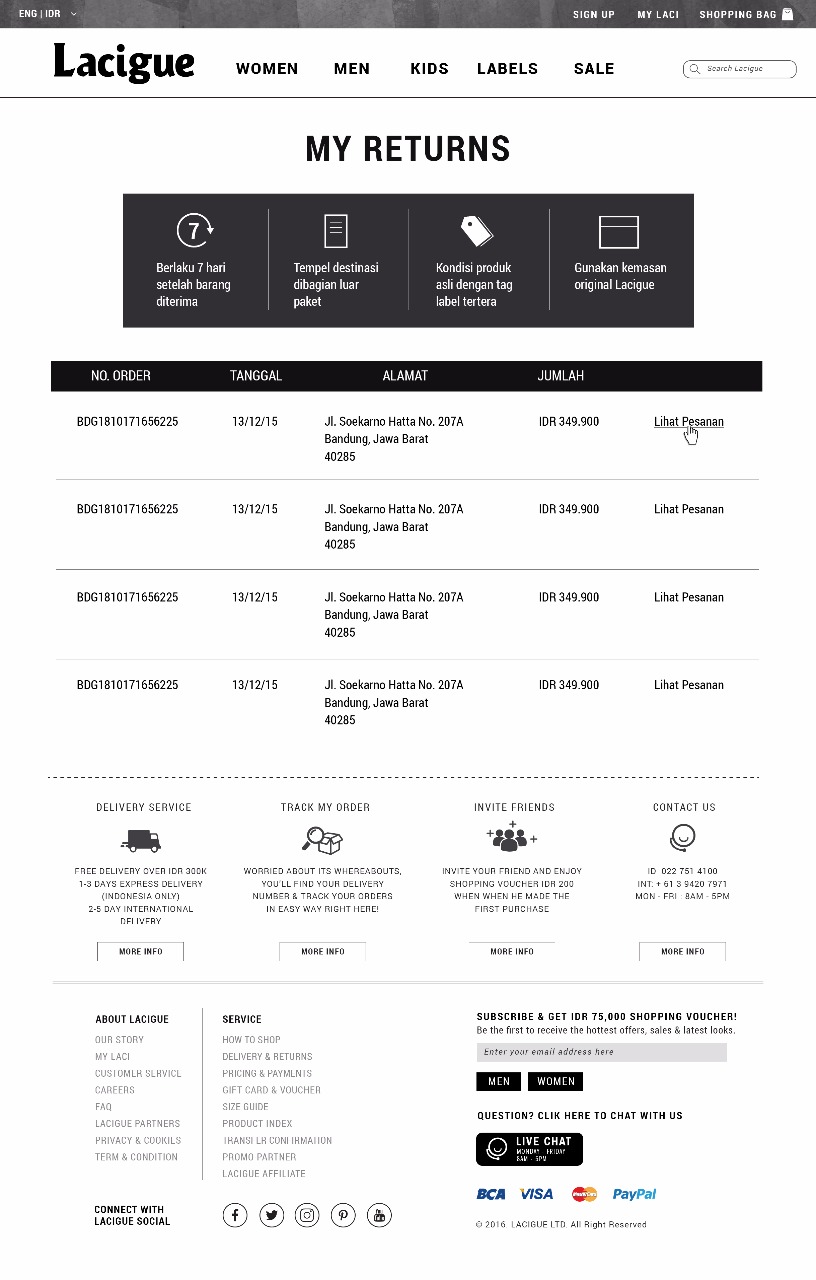 ENG | IDR
SIGN UP
MY LACI
SHOPPING BAG
Lacigue
WOMEN
MEN
KIDS
LABELS
SALE
Search Lacigue
MY RETURNS
7
Berlaku 7 hari
setelah barang
diterima
Tempel destinasi
dibagian luar
paket
Kondisi produk
asli dengan tag
label tertera
Gunakan kemasan
original Lacigue
NO. ORDER
TANGGAL
ALAMAT
JUMLAH
BDG1810171656225
13/12/15
Jl. Soekarno Hatta No. 207A
Bandung, Jawa Barat
40285
IDR 349.900
Lihat Pesanan
BDG1810171656225
13/12/15
Jl. Soekarno Hatta No. 207A
Bandung, Jawa Barat
40285
IDR 349.900
Lihat Pesanan
BDG1810171656225
13/12/15
Jl. Soekarno Hatta No. 207A
Bandung, Jawa Barat
40285
IDR 349.900
Lihat Pesanan
BDG1810171656225
13/12/15
Jl. Soekarno Hatta No. 207A
Bandung, Jawa Barat
40285
IDR 349.900
Lihat Pesanan
DELIVERY SERVICE
FREE DELIVERY OVER IDR 300K
1-3 DAYS EXPRESS DELIVERY
(INDONESIA ONLY)
2-5 DAY INTERNATIONAL
DELIVERY
MORE INFO
TRACK MY ORDER
WORRIED ABOUT ITS WHEREABOUTS,
YOU'LL FIND YOUR DELIVERY
NUMBER & TRACK YOUR ORDERS
IN EASY WAY RIGHT HERE!
MORE INFO
INVITE FRIENDS
INVITE YOUR FRIEND AND ENJOY
SHOPPING VOUCHER IDR 200
WHEN WHEN HE MADE THE
FIRST PURCHASE
MORE INFO
CONTACT US
ID 022 751 4100
INT: + 61 3 9420 7971
MON - FRI : 8AM - 5PM
MORE INFO
ABOUT LACIGUE
OUR STORY
MY LACI
CUSTOMER SERVICE
CAREERS
FAQ
LACIGUE PARTNERS
PRIVACY & COOKIES
TERM & CONDITION
SERVICE
HOW TO SHOP
DELIVERY & RETURNS
PRICING & PAYMENTS
GIFT CARD & VOUCHER
SIZE GUIDE
PRODUCT INDEX
TRANSFER CONFIRMATION
PROMO PARTNER
LACIGUE AFFILIATE
SUBSCRIBE & GET IDR 75,000 SHOPPING VOUCHER!
Be the first to receive the hottest offers, sales & latest looks.
Enter your email address here
MEN
WOMEN
QUESTION? CLIK HERE TO CHAT WITH US
LIVE CHAT
MONDAY - FRIDAY
8AM - 5PM
BCA
VISA
MasterCard
PayPal
CONNECT WITH
LACIGUE SOCIAL
You
Tube
© 2016. LACIGUE LTD. All Right Reserved